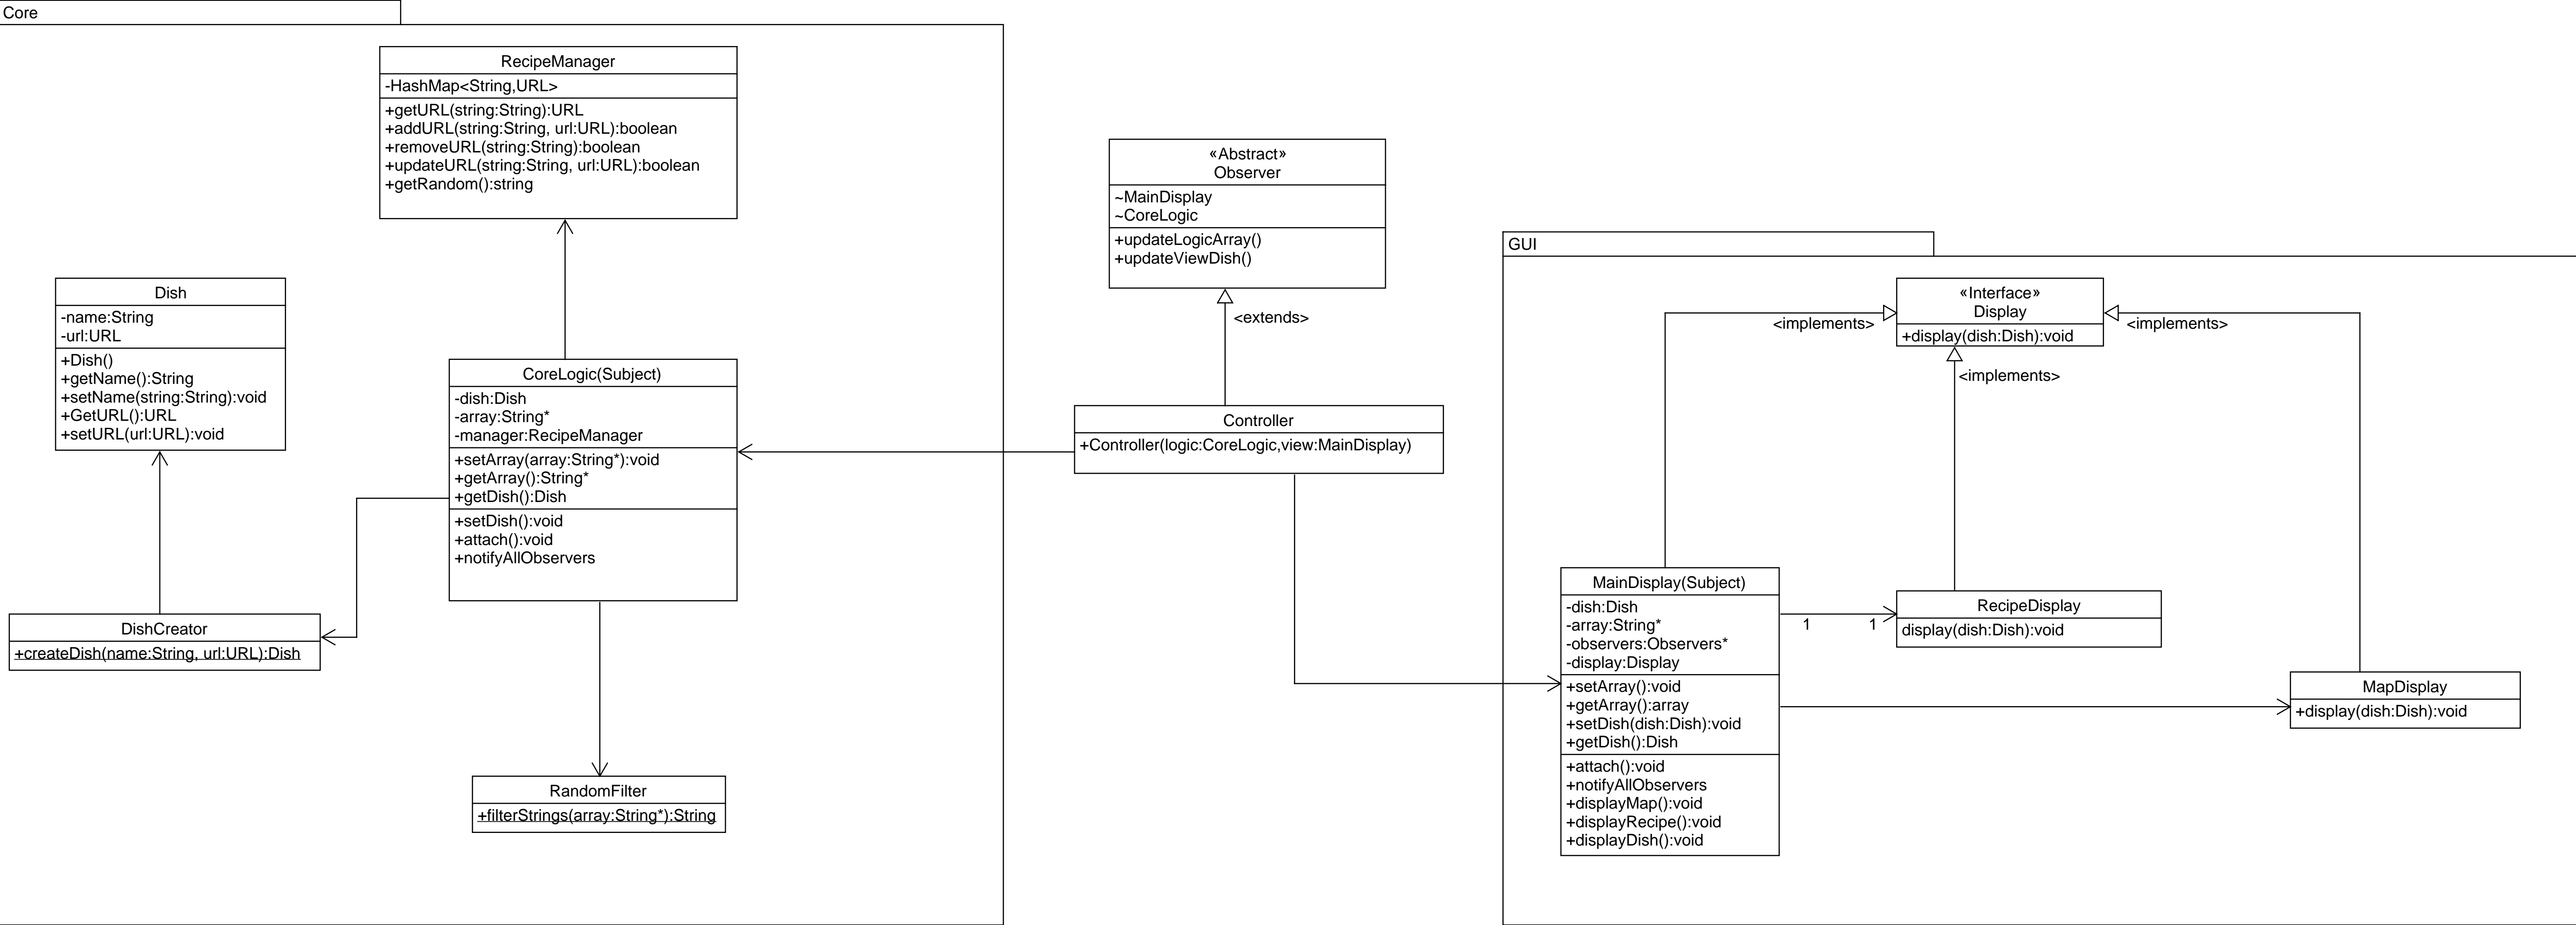 Core
RecipeManager
-HashMap<String,URL>
+getURL(string:String):URL
+addURL(string:String, url:URL):boolean
+removeURL(string:String):boolean
+updateURL(string:String, url:URL):boolean
+getRandom():string
Dish
-name:String
-url:URL
+Dish()
+getName():String
+setName(string:String):void
+GetURL():URL
+setURL(url:URL):void
CoreLogic(Subject)
-dish:Dish
-array:String*
-manager:RecipeManager
+setArray(array:String*):void
+getArray():String*
+getDish():Dish
+setDish():void
+attach():void
+notifyAllObservers
DishCreator
+createDish(name:String, url:URL):Dish
RandomFilter
+filterStrings(array:String*):String
«Abstract»
Observer
~MainDisplay
~CoreLogic
+updateLogicArray()
+updateViewDish()
<extends>
Controller
+Controller(logic:CoreLogic,view:MainDisplay)
GUI
«Interface»
Display
+display(dish:Dish):void
<implements>
<implements>
<implements>
MainDisplay(Subject)
-dish:Dish
-array:String*
-observers:Observers*
-display:Display
+setArray():void
+getArray():array
+setDish(dish:Dish):void
+getDish():Dish
+attach():void
+notifyAllObservers
+displayMap():void
+displayRecipe():void
+displayDish():void
1 1
RecipeDisplay
display(dish:Dish):void
MapDisplay
+display(dish:Dish):void